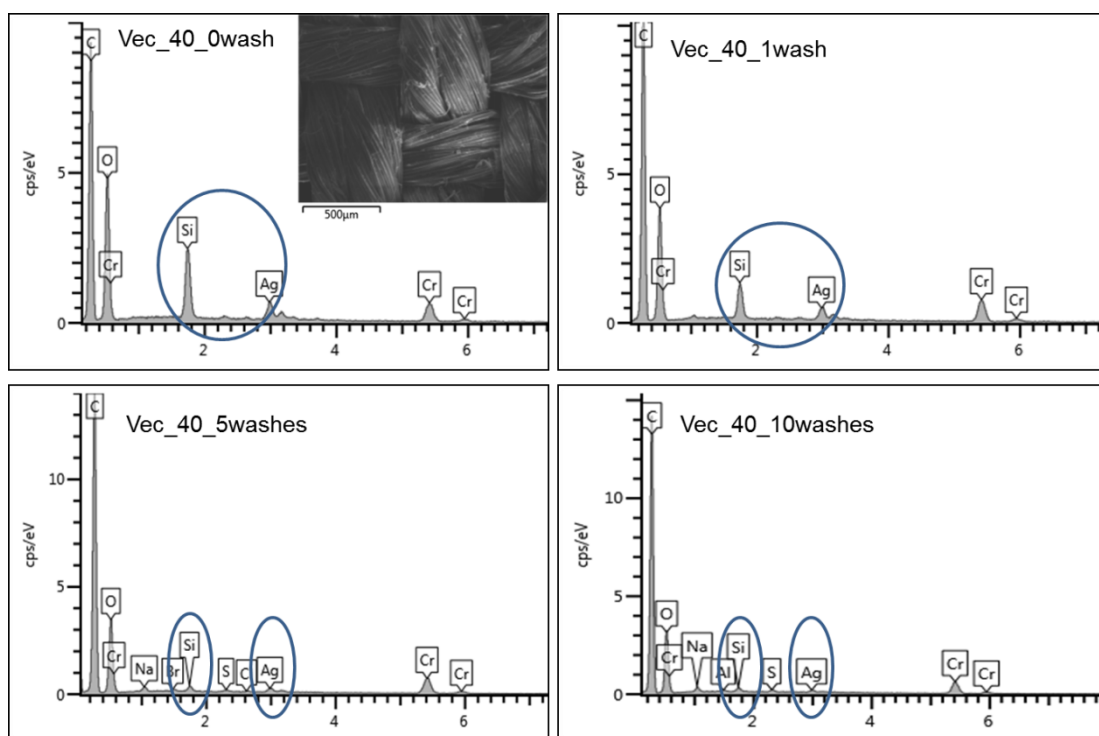 Vec_40_0wash
C
O
Cr
Si
Ag
Cr
Cr
5
0
cps/eV
2
4
6
500µm
Vec_40_1wash
C
O
Cr
Si
Ag
Cr
Cr
5
0
cps/eV
2
4
6
Vec_40_5washes
C
O
Cr
Na
Br
Si
S
C
Ag
Cr
Cr
10
5
0
cps/eV
2
4
6
Vec_40_10washes
C
O
Cr
Na
Al
Si
S
Ag
Cr
Cr
10
5
0
cps/eV
2
4
6